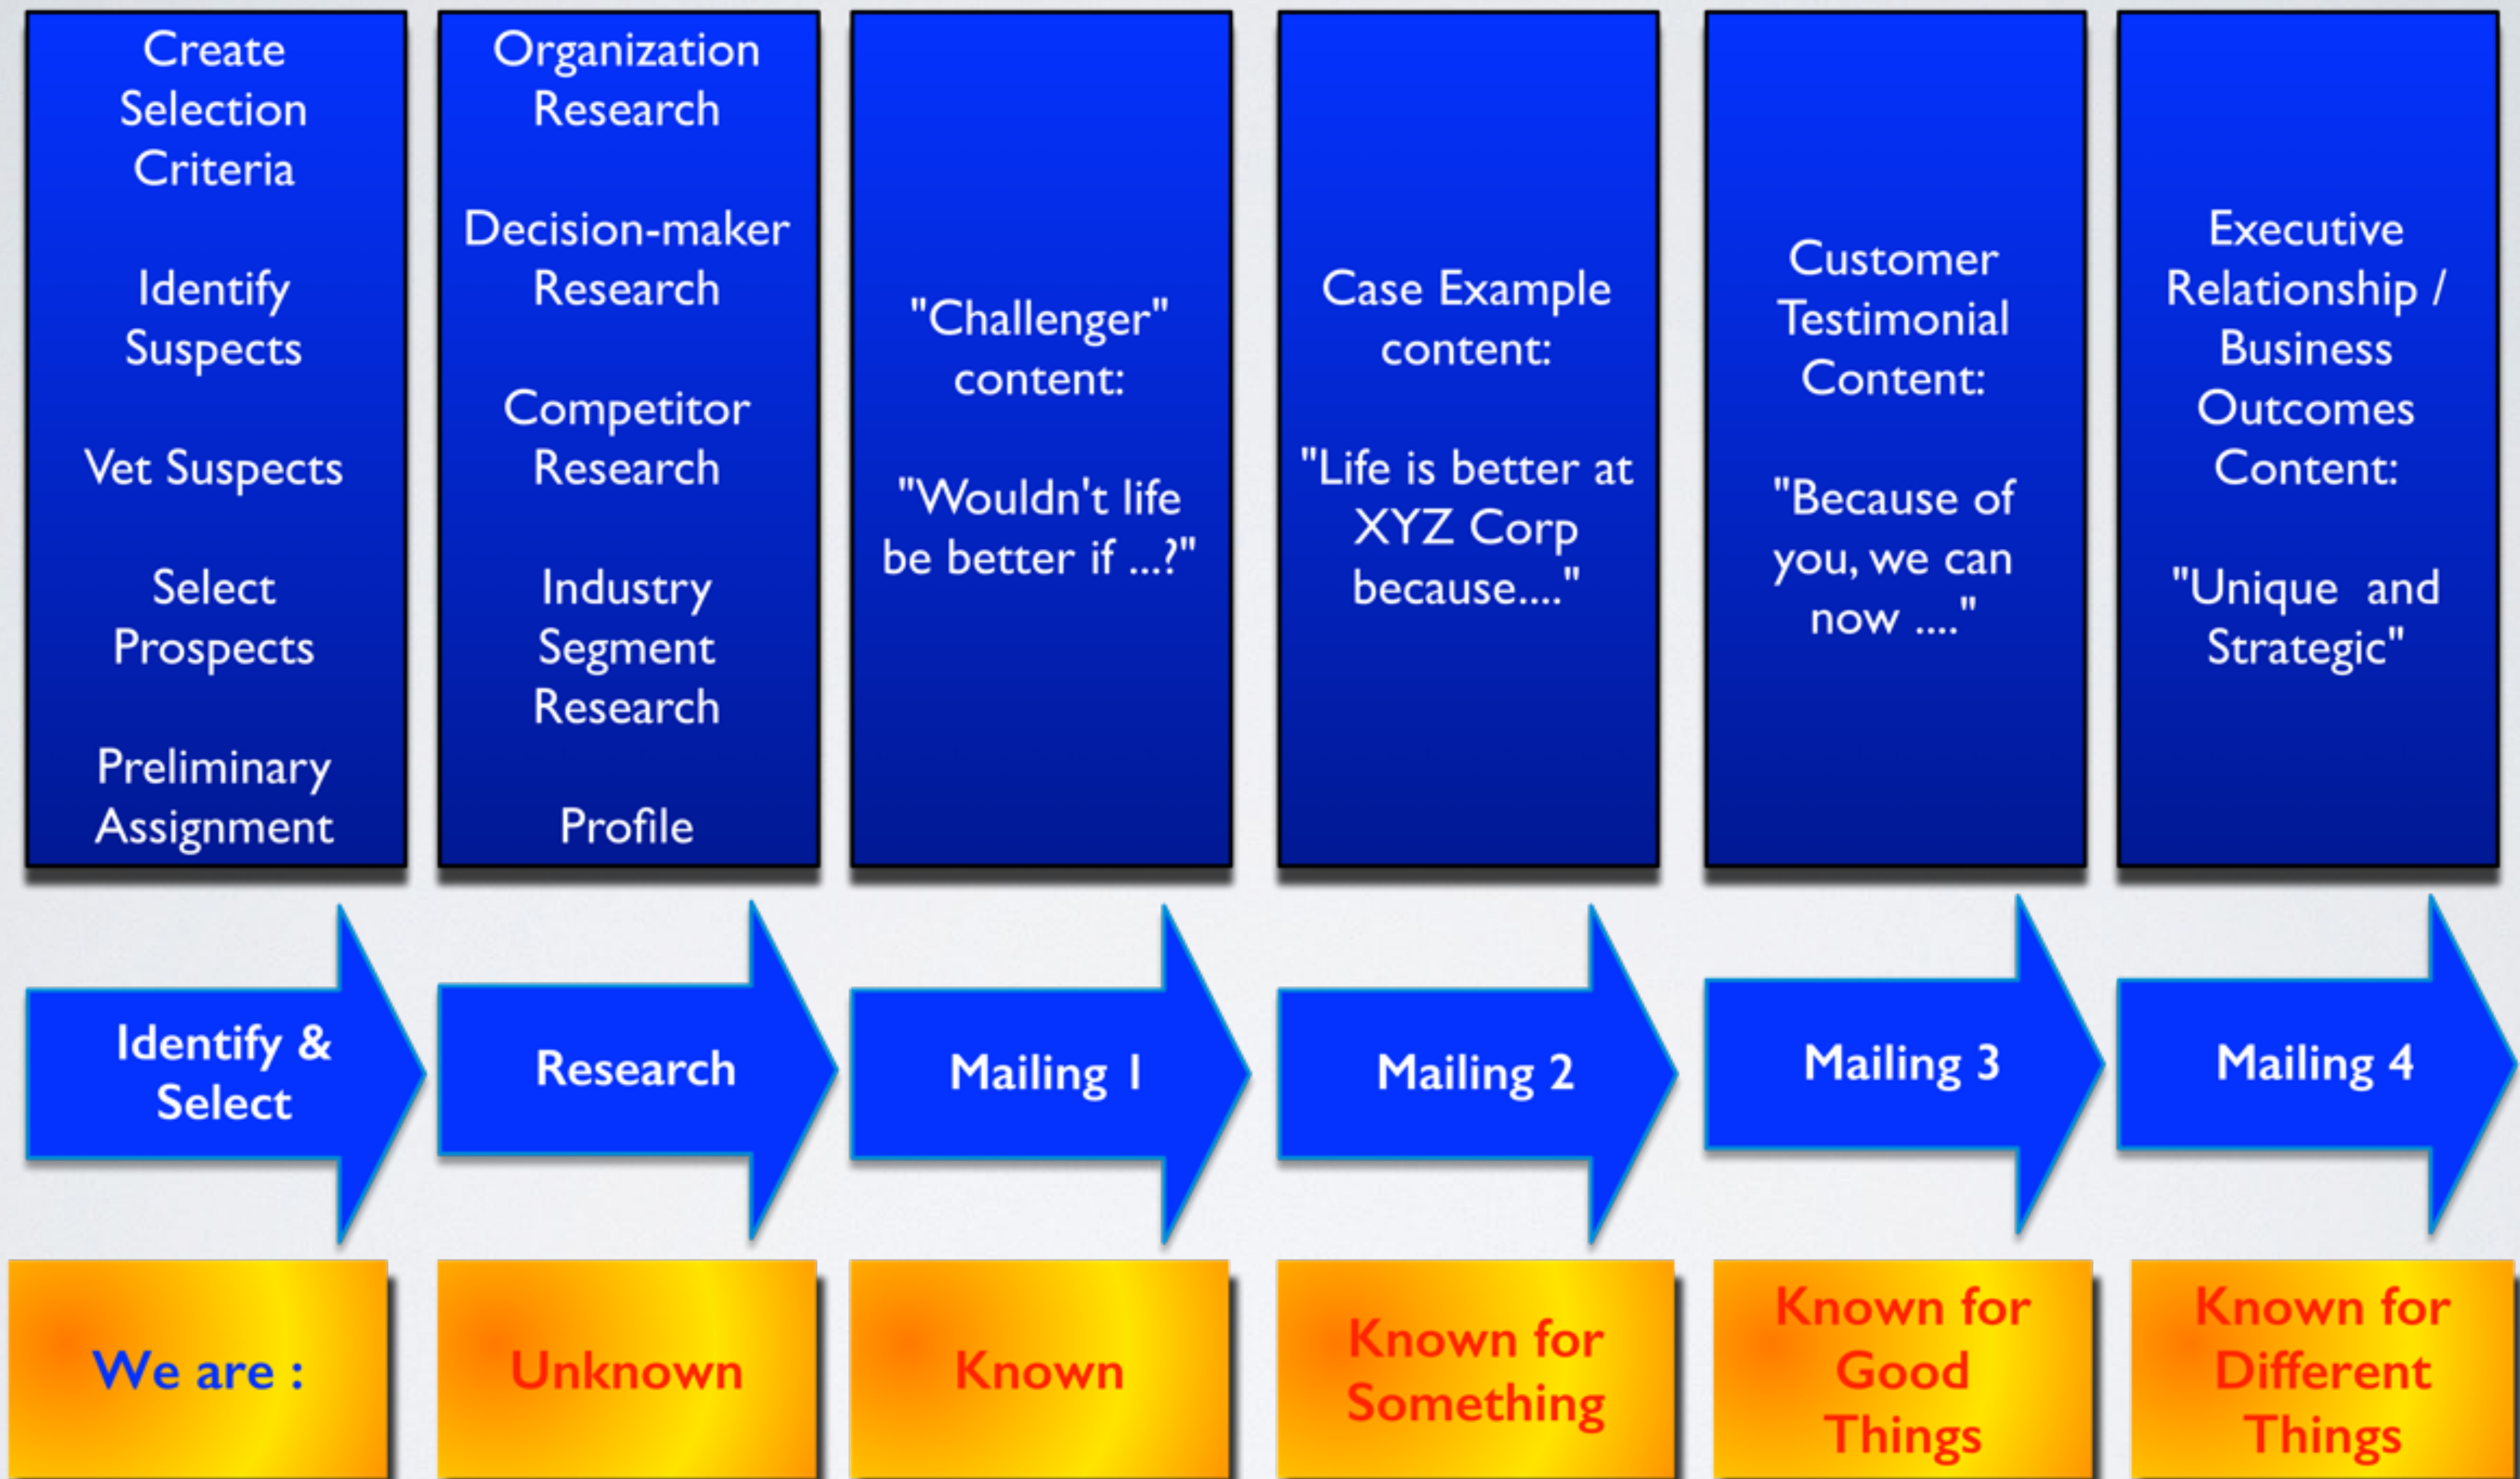 Create
Selection
Criteria
Identify
Suspects
Vet Suspects
Select
Prospects
Preliminary
Assignment
Organization
Research
Decision-maker
Research
Competitor
Research
Industry
Segment
Research
Profile
"Challenger"
content:
"Wouldn't life
be better if ...?"
Case Example
content:
"Life is better at
XYZ Corp
because...."
Customer
Testimonial
Content:
"Because of
you, we can
now ...."
Executive
Relationship /
Business
Outcomes
Content:
"Unique  and
Strategic"
Identify &
Select
Research
Mailing 1
Mailing 2
Mailing 3
Mailing 4
We are :
Unknown
Known
Known for
Something
Known for
Good
Things
Known for
Different
Things